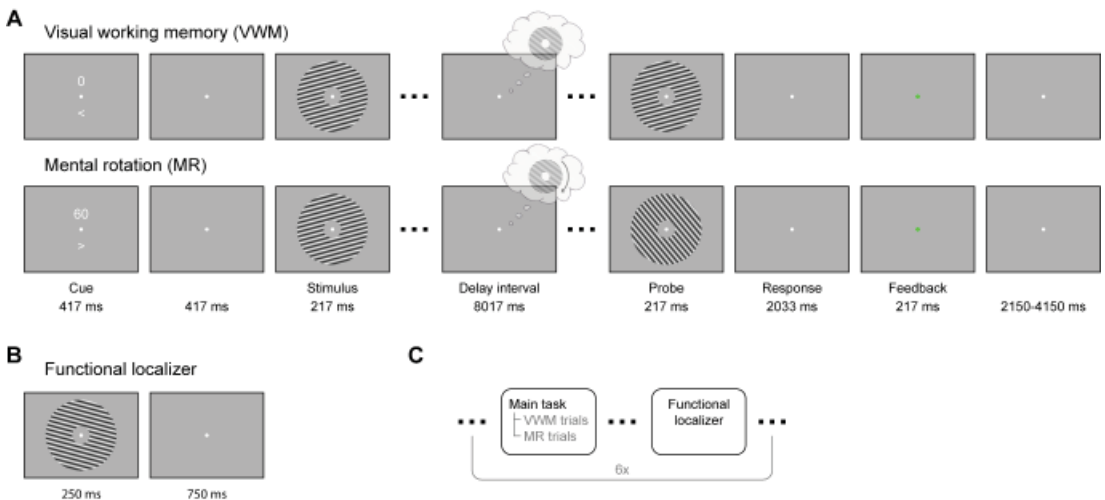 A
Visual working memory (VWM)
0
<
Mental rotation (MR)
60
>
Cue
417 ms
417 ms
Stimulus
217 ms
Delay interval
8017 ms
Probe
217 ms
Response
2033 ms
Feedback
217 ms
2150-4150 ms
B
Functional localizer
250 ms
750 ms
C
Main task
VWM trials
MR trials
Functional
localizer
6x